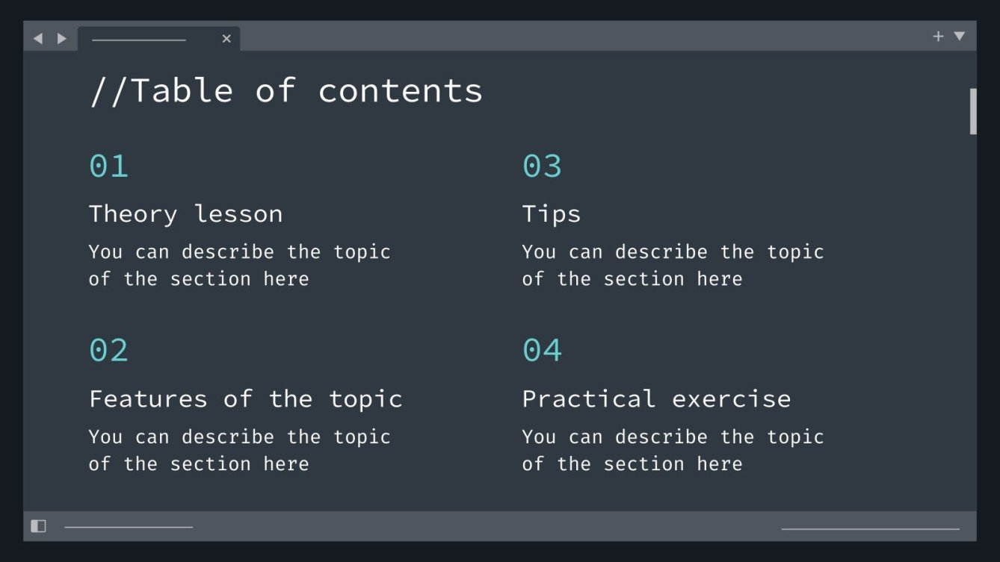 //Table of contents
01
Theory lesson
You can describe the topic
of the section here
02
Features of the topic
You can describe the topic
of the section here
03
Tips
You can describe the topic
of the section here
04
Practical exercise
You can describe the topic
of the section here